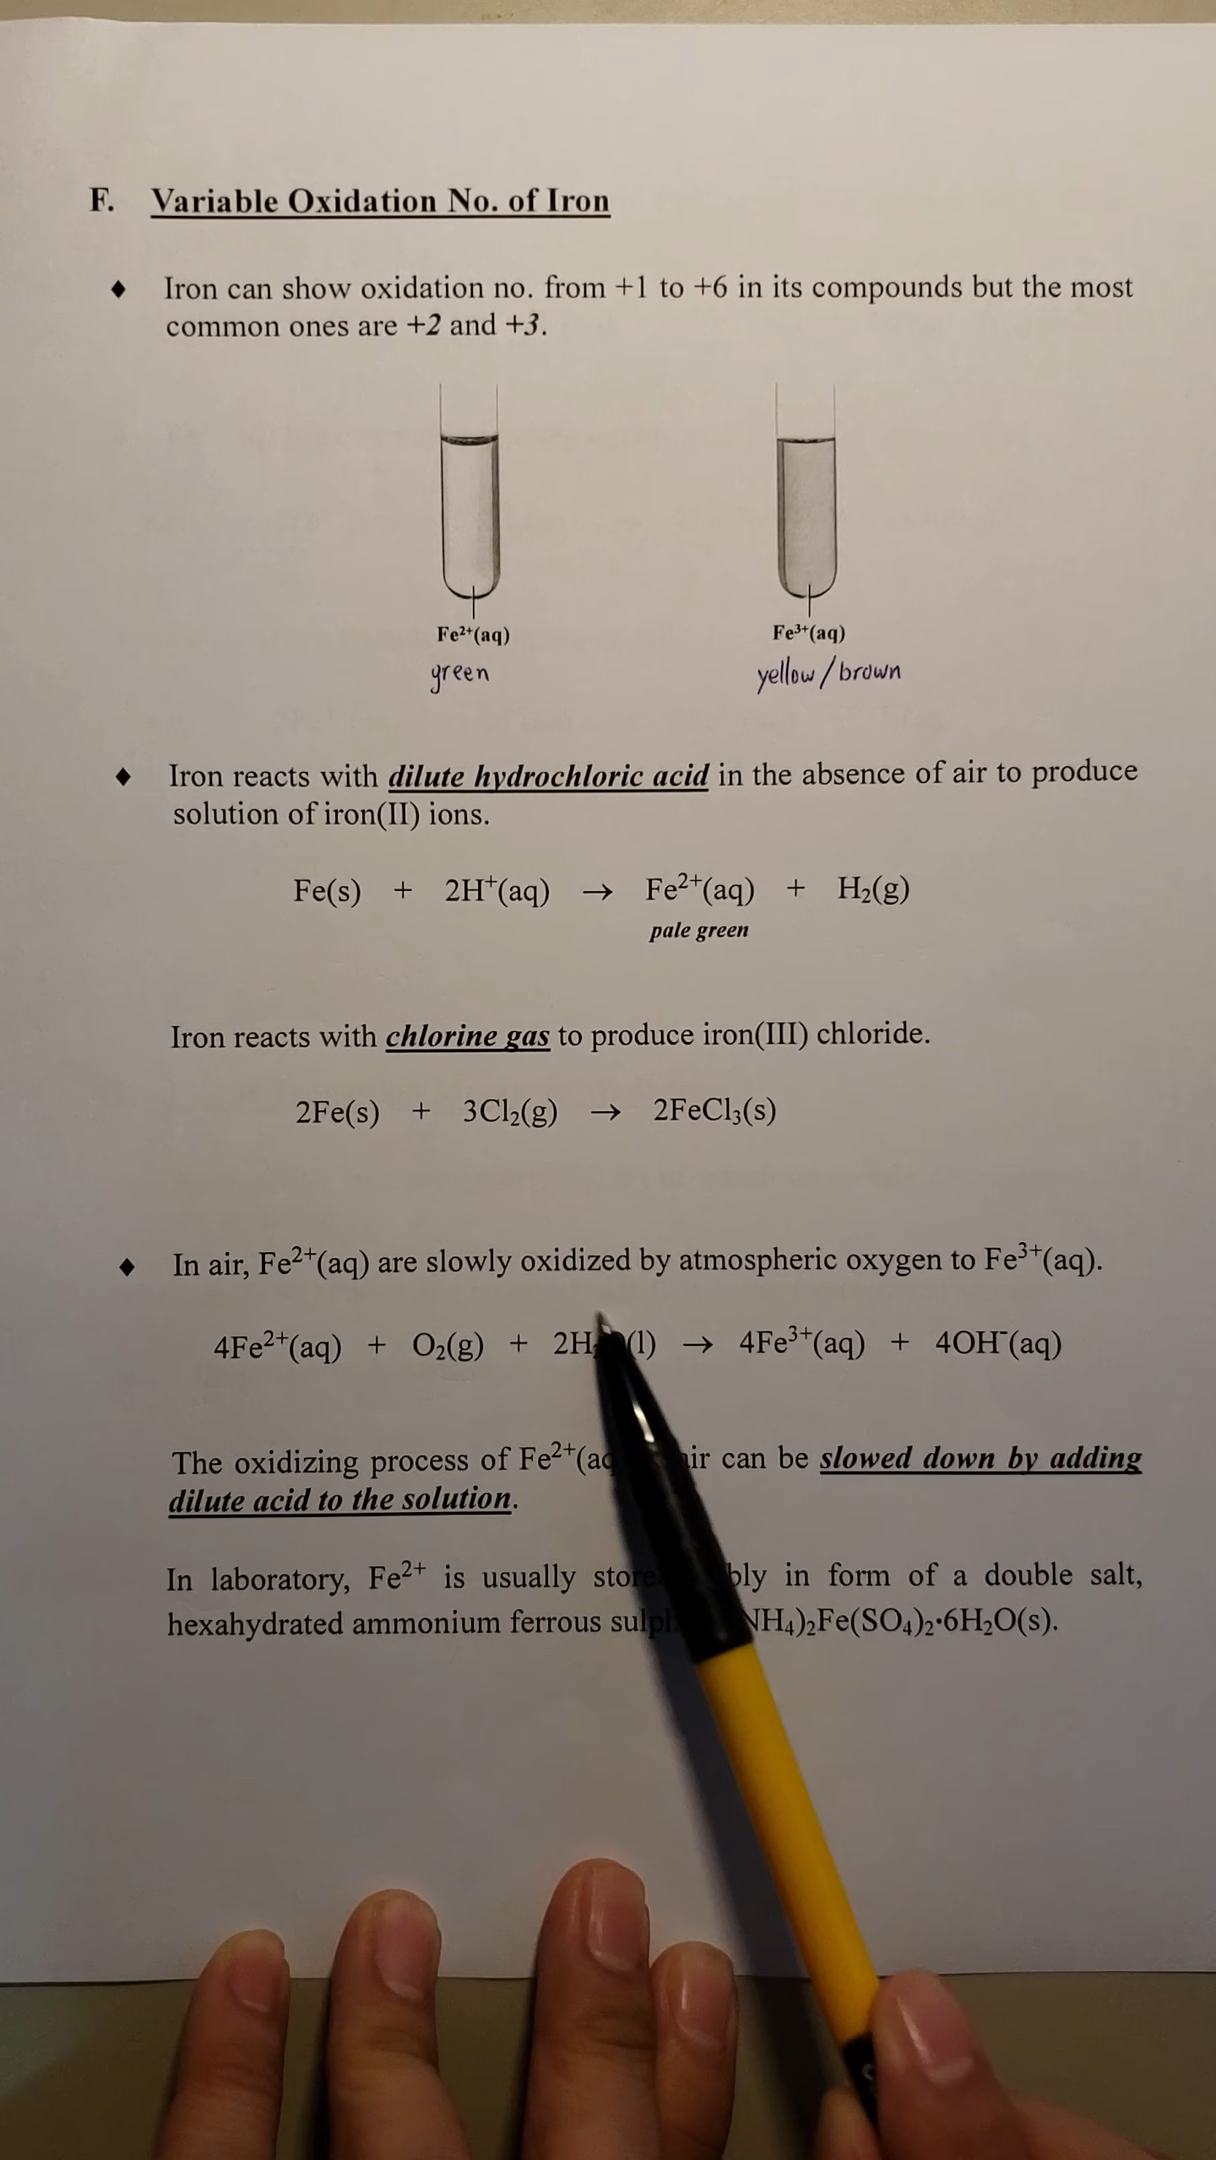 F. Variable Oxidation No. of Iron
♦ Iron can show oxidation no. from +1 to +6 in its compounds but the most
common ones are +2 and +3.
Fe²⁺(aq) Fe³⁺(aq)
green yellow/brown
♦ Iron reacts with dilute hydrochloric acid in the absence of air to produce
solution of iron(II) ions.
Fe(s) + 2H⁺(aq) → Fe²⁺(aq) + H₂(g)
pale green
Iron reacts with chlorine gas to produce iron(III) chloride.
2Fe(s) + 3Cl₂(g) → 2FeCl₃(s)
♦ In air, Fe²⁺(aq) are slowly oxidized by atmospheric oxygen to Fe³⁺(aq).
4Fe²⁺(aq) + O₂(g) + 2H (l) → 4Fe³⁺(aq) + 4OH⁻(aq)
The oxidizing process of Fe²⁺(aq air can be slowed down by adding
dilute acid to the solution.
In laboratory, Fe²⁺ is usually in form of a double salt,
hexahydrated ammonium ferrous NH₄)₂Fe(SO₄)₂•6H₂O(s).